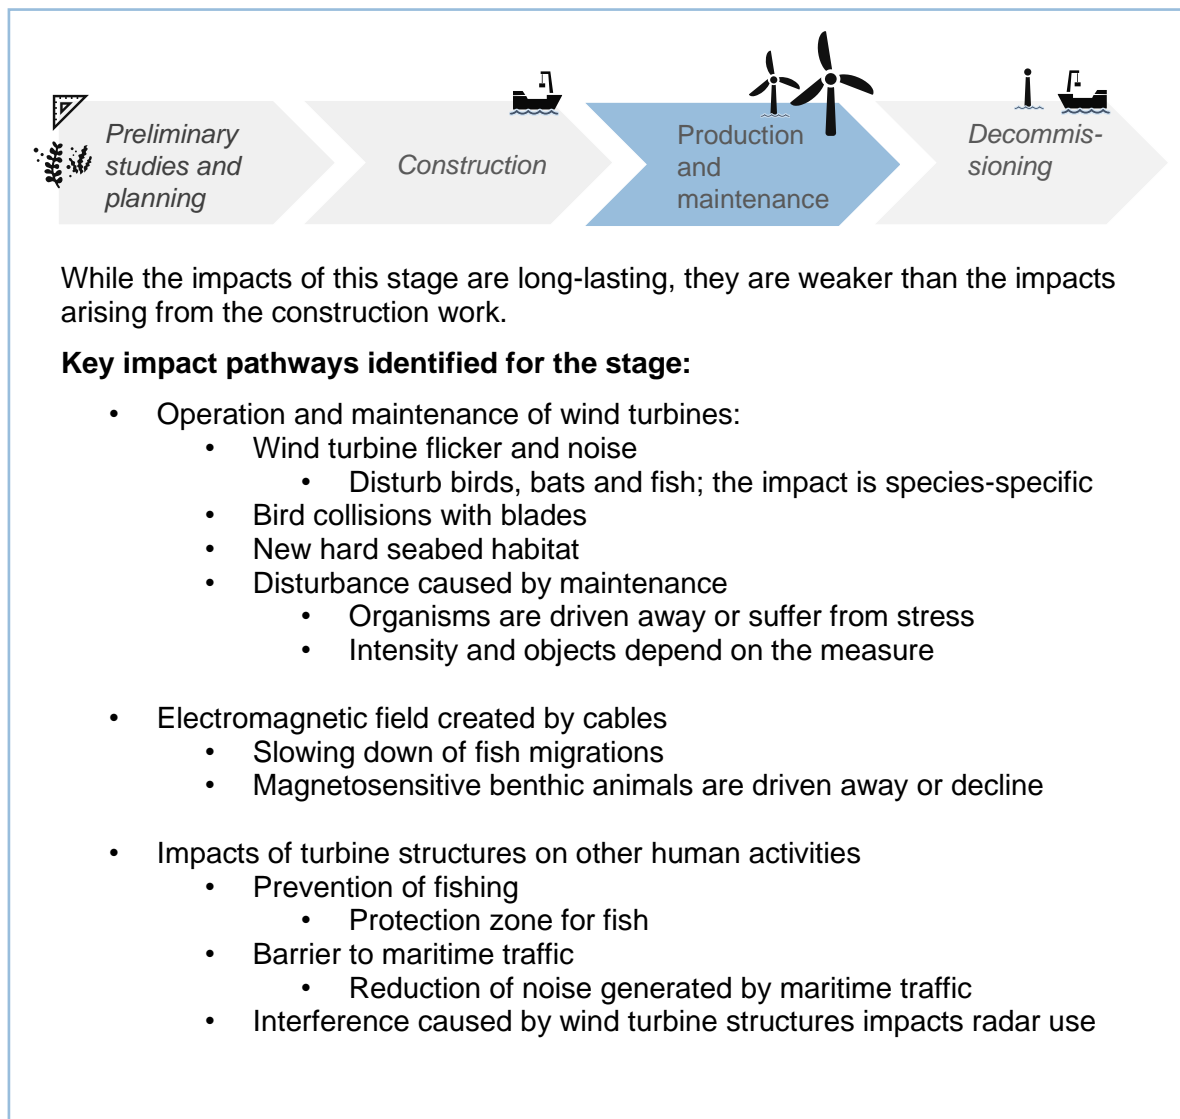 Preliminary
studies and
planning
Construction
Production
and
maintenance
Decommis-
sioning
While the impacts of this stage are long-lasting, they are weaker than the impacts
arising from the construction work.
Key impact pathways identified for the stage:
• Operation and maintenance of wind turbines:
• Wind turbine flicker and noise
• Disturb birds, bats and fish; the impact is species-specific
• Bird collisions with blades
• New hard seabed habitat
• Disturbance caused by maintenance
• Organisms are driven away or suffer from stress
• Intensity and objects depend on the measure
• Electromagnetic field created by cables
• Slowing down of fish migrations
• Magnetosensitive benthic animals are driven away or decline
• Impacts of turbine structures on other human activities
• Prevention of fishing
• Protection zone for fish
• Barrier to maritime traffic
• Reduction of noise generated by maritime traffic
• Interference caused by wind turbine structures impacts radar use